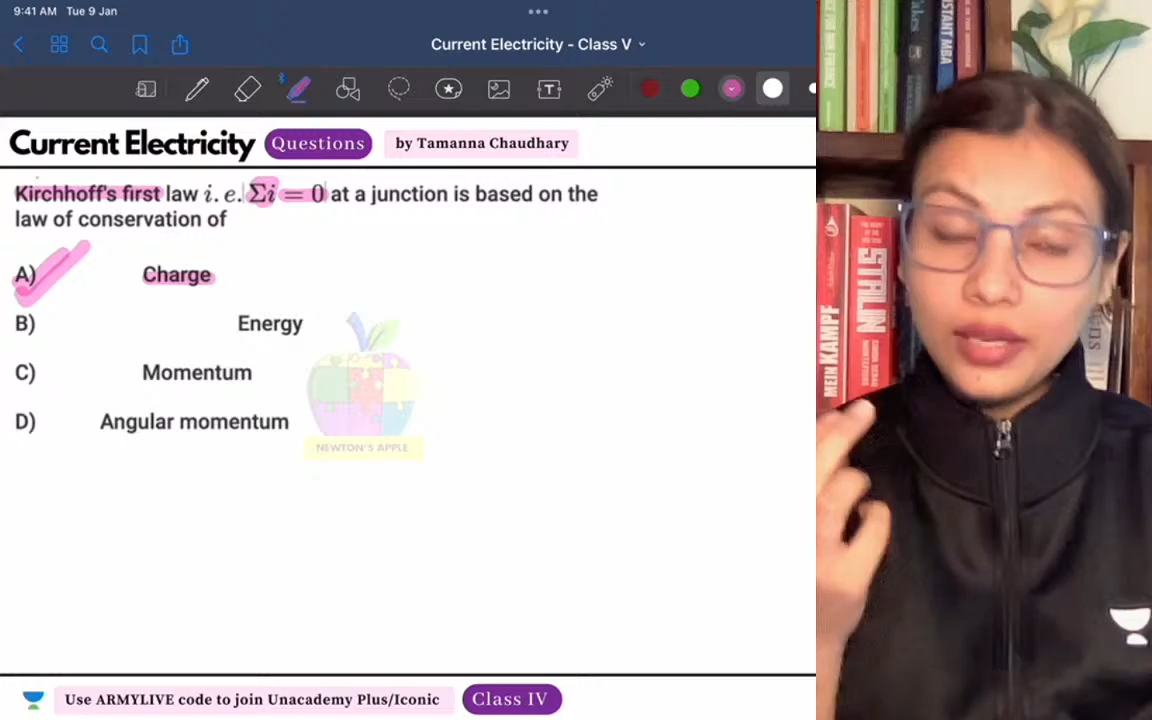 9:41 AM Tue 9 Jan
Current Electricity - Class V
T
Current Electricity Questions by Tamanna Chaudhary
Kirchhoff's first law i. e. Σi = 0 at a junction is based on the
law of conservation of
A) Charge
B) Energy
C) Momentum
D) Angular momentum
NEWTON'S APPLE
Use ARMYLIVE code to join Unacademy Plus/Iconic Class IV
MEIN KAMPF
STALIN